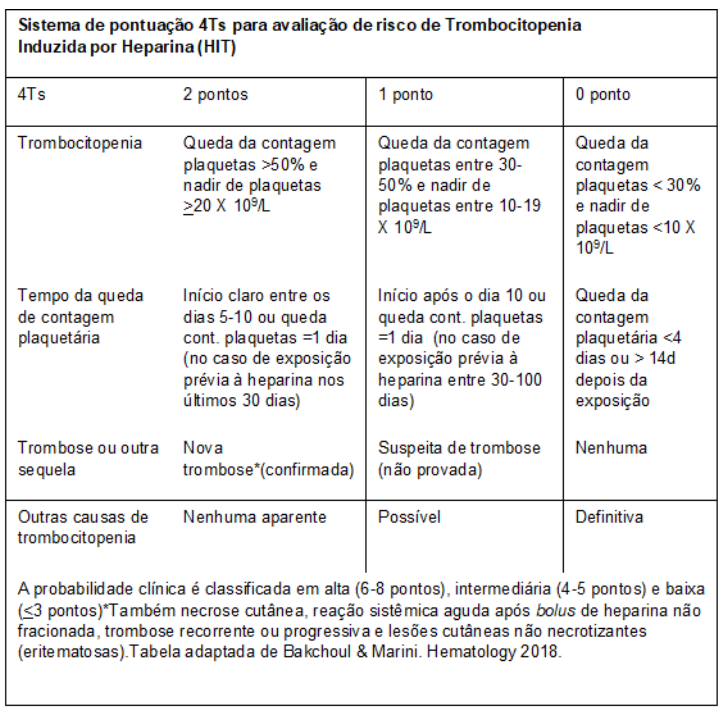 Sistema de pontuação 4Ts para avaliação de risco de Trombocitopenia
Induzida por Heparina (HIT)
4Ts
2 pontos
1 ponto
0 ponto
Trombocitopenia
Queda da contagem
plaquetas >50% e
nadir de plaquetas
≥20 X 10⁹/L
Queda da contagem
plaquetas entre 30-
50% e nadir de
plaquetas entre 10-19
X 10⁹/L
Queda da
contagem
plaquetas < 30%
e nadir de
plaquetas <10 X
10⁹/L
Tempo da queda
de contagem
plaquetária
Início claro entre os
dias 5-10 ou queda
cont. plaquetas =1 dia
(no caso de exposição
prévia à heparina nos
últimos 30 dias)
Início após o dia 10 ou
queda cont. plaquetas
=1 dia (no caso de
exposição prévia à
heparina entre 30-100
dias)
Queda da
contagem
plaquetária <4
dias ou > 14d
depois da
exposição
Trombose ou outra
sequela
Nova
trombose*(confirmada)
Suspeita de trombose
(não provada)
Nenhuma
Outras causas de
trombocitopenia
Nenhuma aparente
Possível
Definitiva
A probabilidade clínica é classificada em alta (6-8 pontos), intermediária (4-5 pontos) e baixa
(≤3 pontos)*Também necrose cutânea, reação sistêmica aguda após bolus de heparina não
fracionada, trombose recorrente ou progressiva e lesões cutâneas não necrotizantes
(eritematosas).Tabela adaptada de Bakchoul & Marini. Hematology 2018.